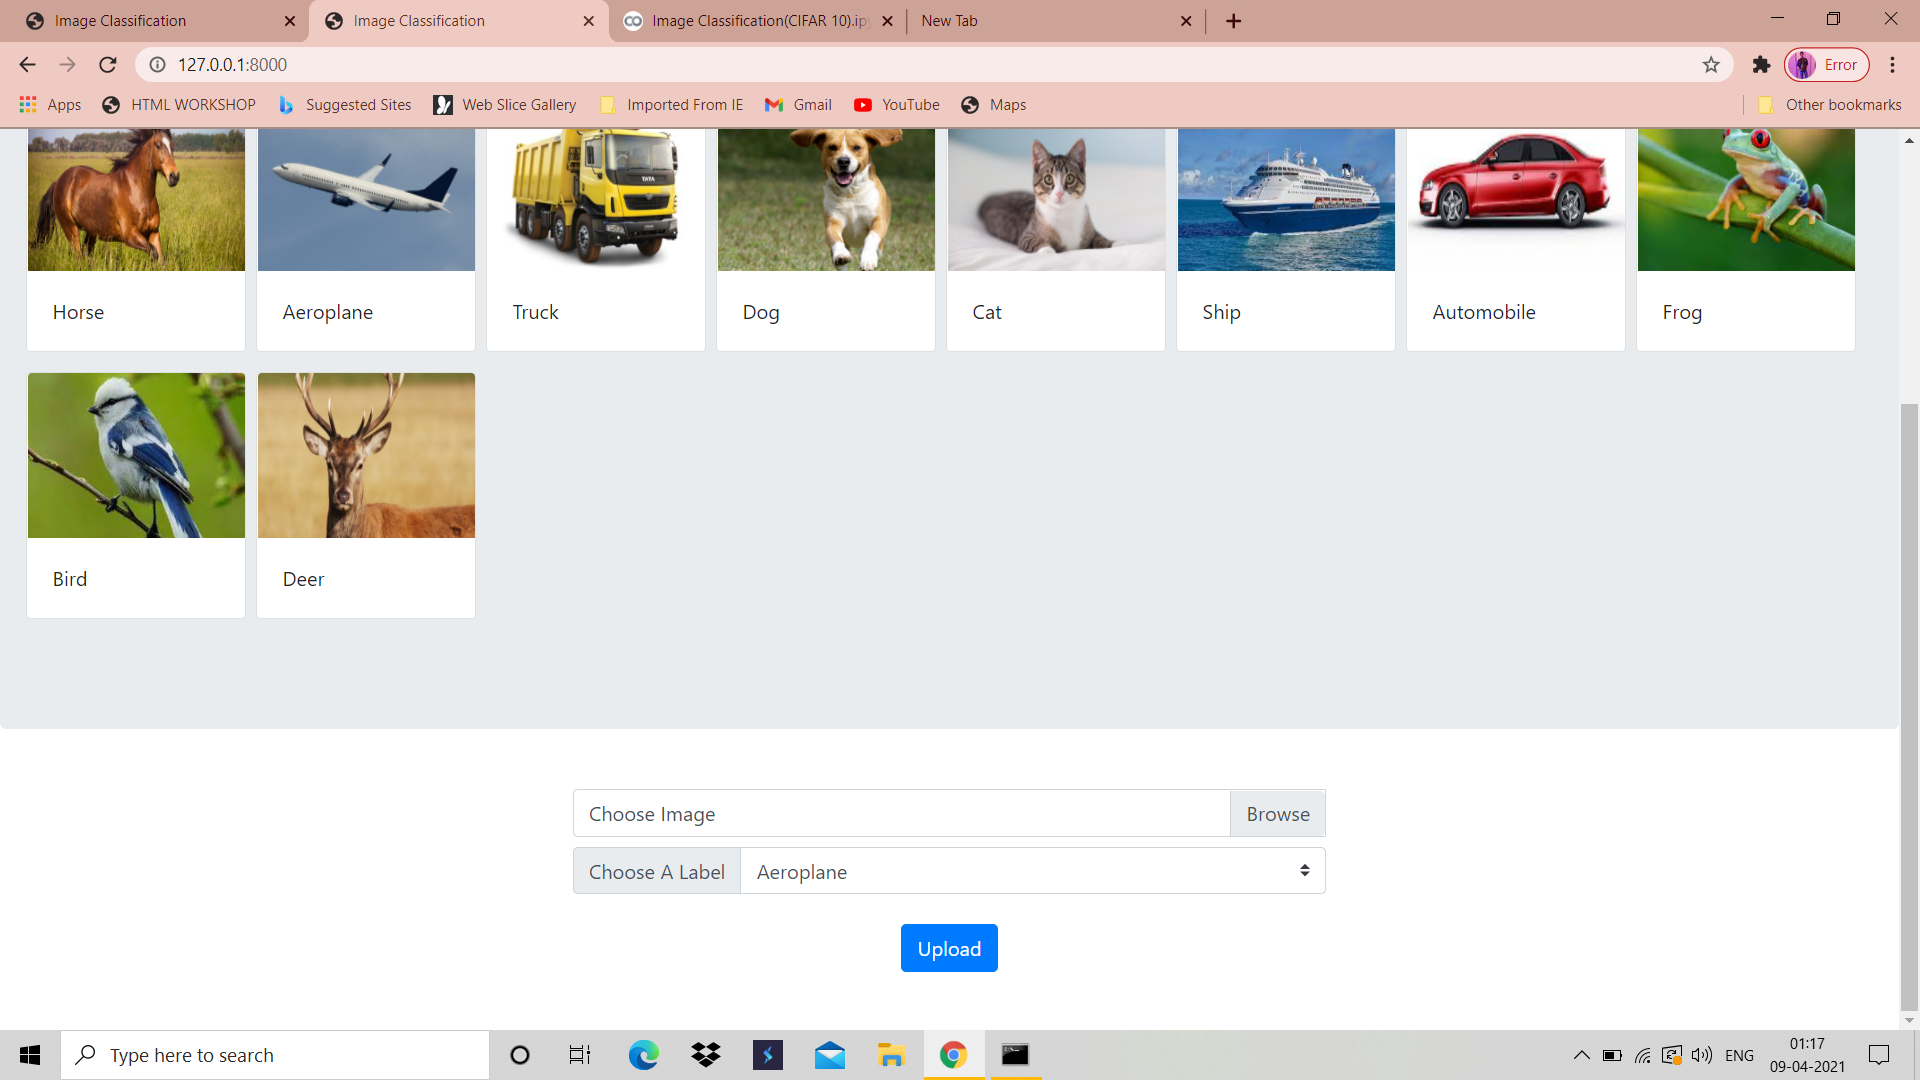 Image Classification
Image Classification
Image Classification(CIFAR 10).ipy
New Tab
127.0.0.1:8000
Error
Apps
HTML WORKSHOP
Suggested Sites
Web Slice Gallery
Imported From IE
Gmail
YouTube
Maps
Other bookmarks
TATA
Horse
Aeroplane
Truck
Dog
Cat
Ship
Automobile
Frog
Bird
Deer
Choose Image
Browse
Choose A Label
Aeroplane
Upload
Type here to search
ENG
01:17
09-04-2021